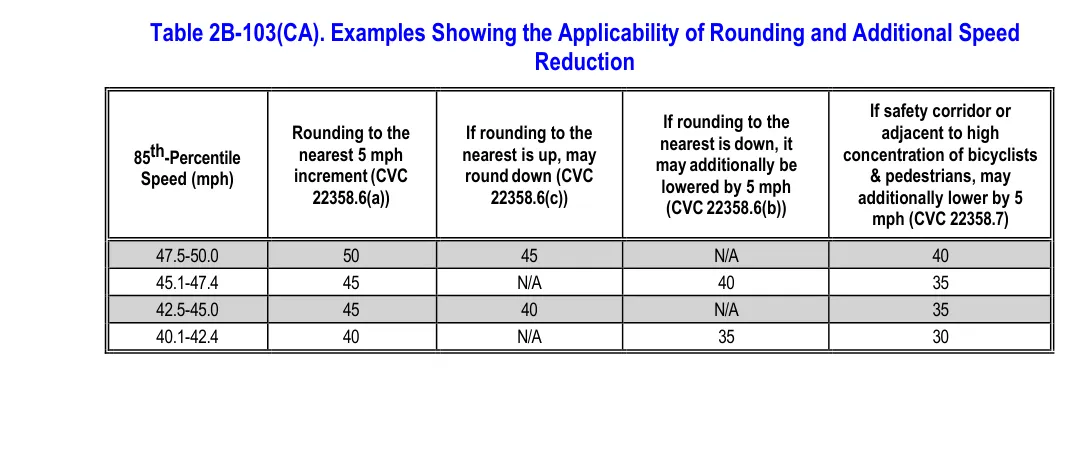 Table 2B-103(CA). Examples Showing the Applicability of Rounding and Additional Speed
Reduction
85th-Percentile
Speed (mph)
Rounding to the
nearest 5 mph
increment (CVC
22358.6(a))
If rounding to the
nearest is up, may
round down (CVC
22358.6(c))
If rounding to the
nearest is down, it
may additionally be
lowered by 5 mph
(CVC 22358.6(b))
If safety corridor or
adjacent to high
concentration of bicyclists
& pedestrians, may
additionally lower by 5
mph (CVC 22358.7)
47.5-50.0 50 45 N/A 40
45.1-47.4 45 N/A 40 35
42.5-45.0 45 40 N/A 35
40.1-42.4 40 N/A 35 30